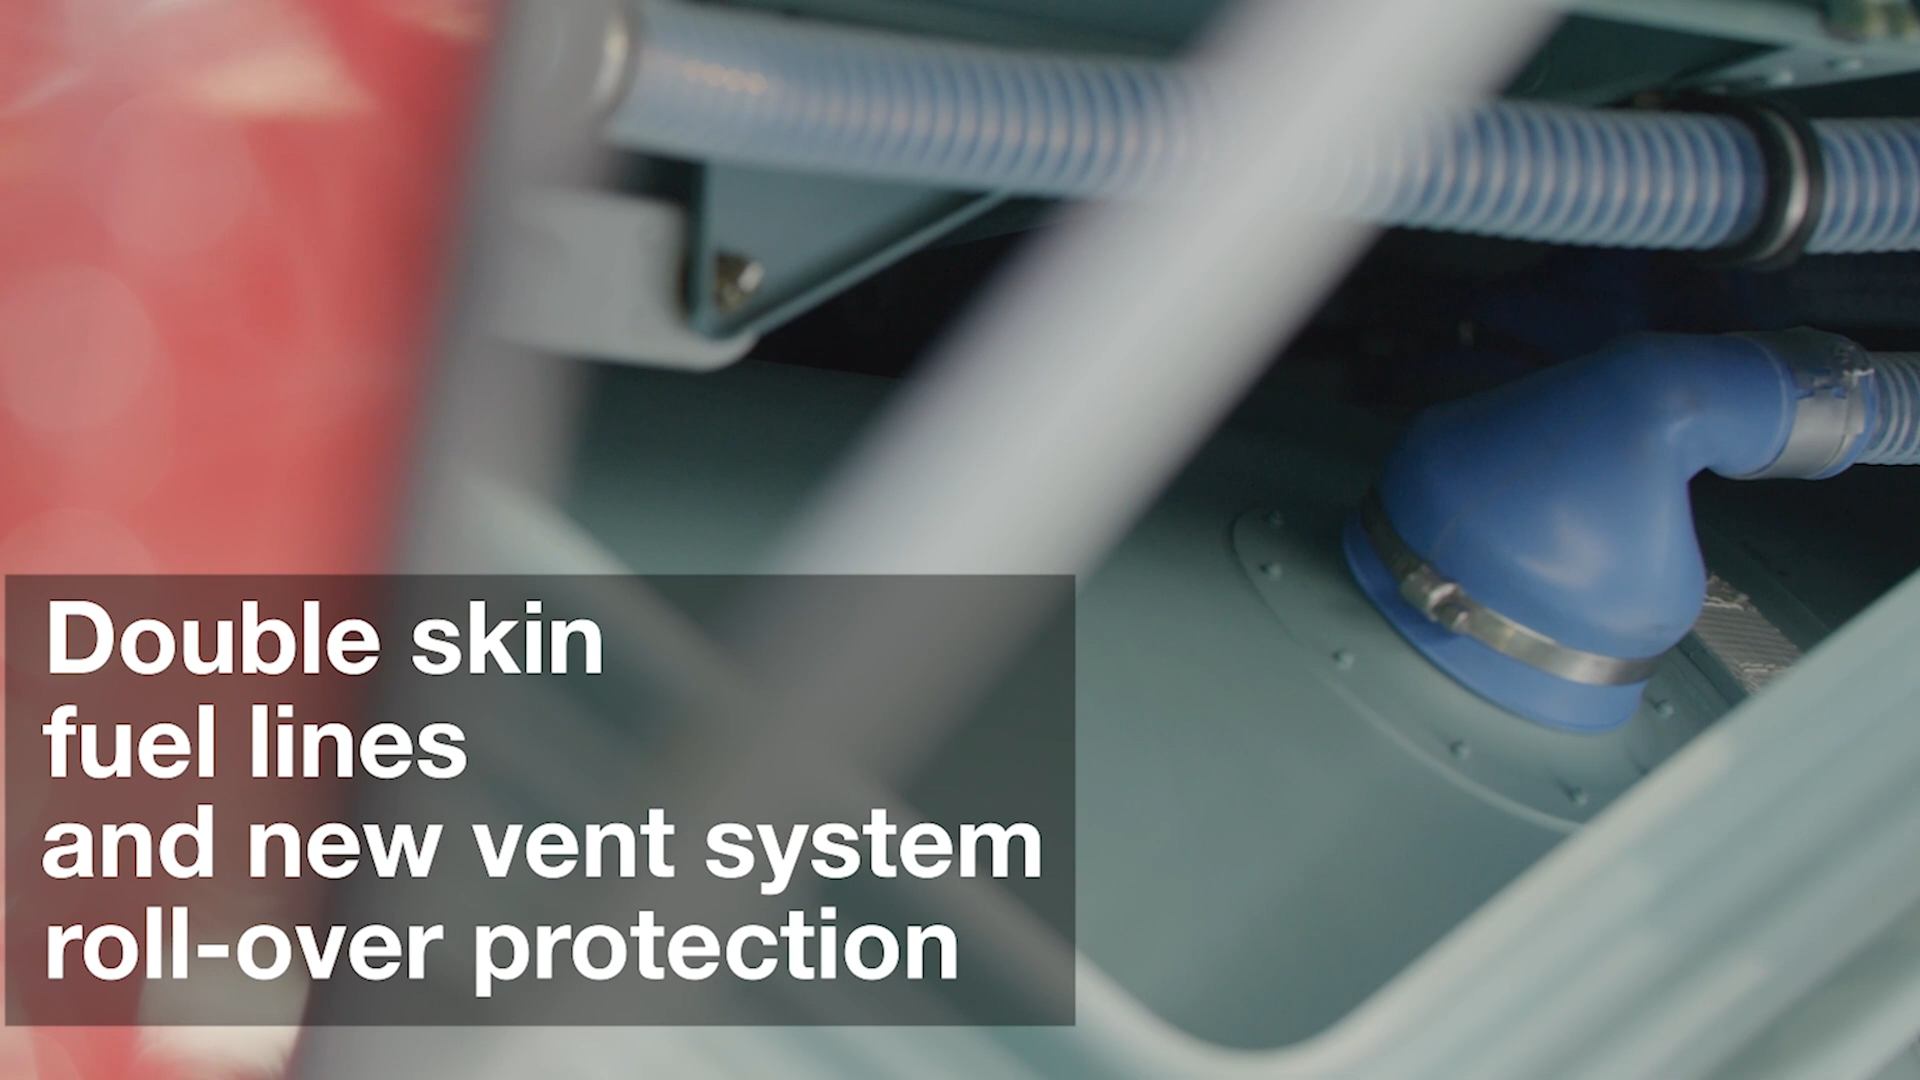 Double skin
fuel lines
and new vent system
roll-over protection